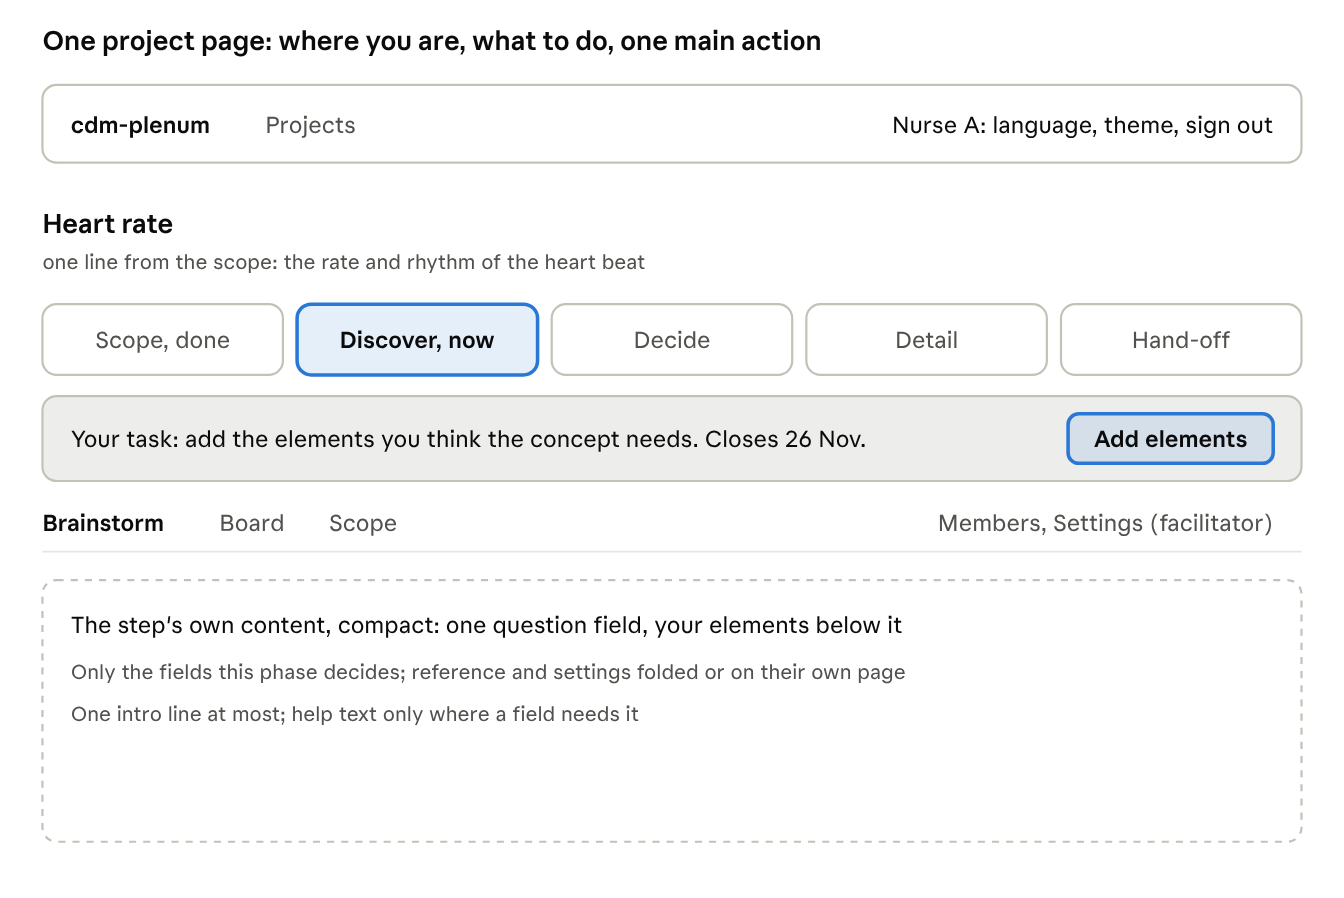 One project page: where you are, what to do, one main action
cdm-plenum Projects Nurse A: language, theme, sign out
Heart rate
one line from the scope: the rate and rhythm of the heart beat
Scope, done Discover, now Decide Detail Hand-off
Your task: add the elements you think the concept needs. Closes 26 Nov. Add elements
Brainstorm Board Scope Members, Settings (facilitator)
The step's own content, compact: one question field, your elements below it
Only the fields this phase decides; reference and settings folded or on their own page
One intro line at most; help text only where a field needs it